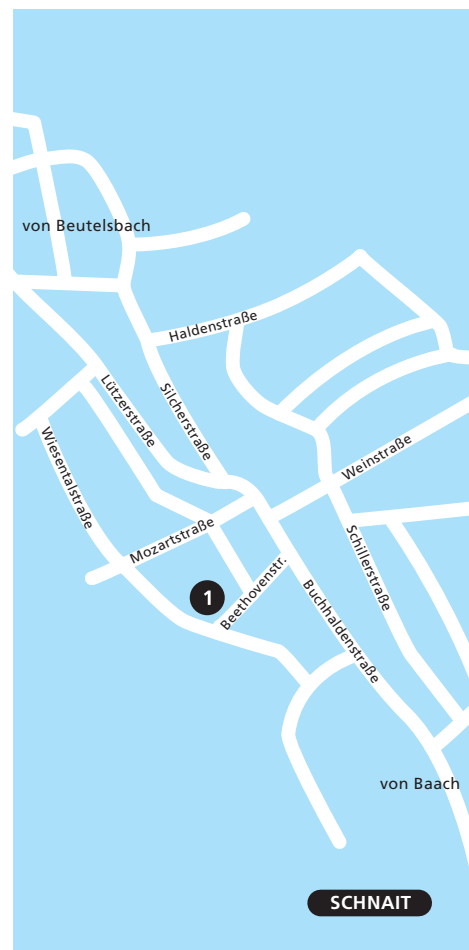 von Beutelsbach
Haldenstraße
Lützerstraße
Silcherstraße
Wiesentalstraße
Weinstraße
Mozartstraße
Schillerstraße
1
Beethovenstr.
Buchhaldenstraße
von Baach
SCHNAIT